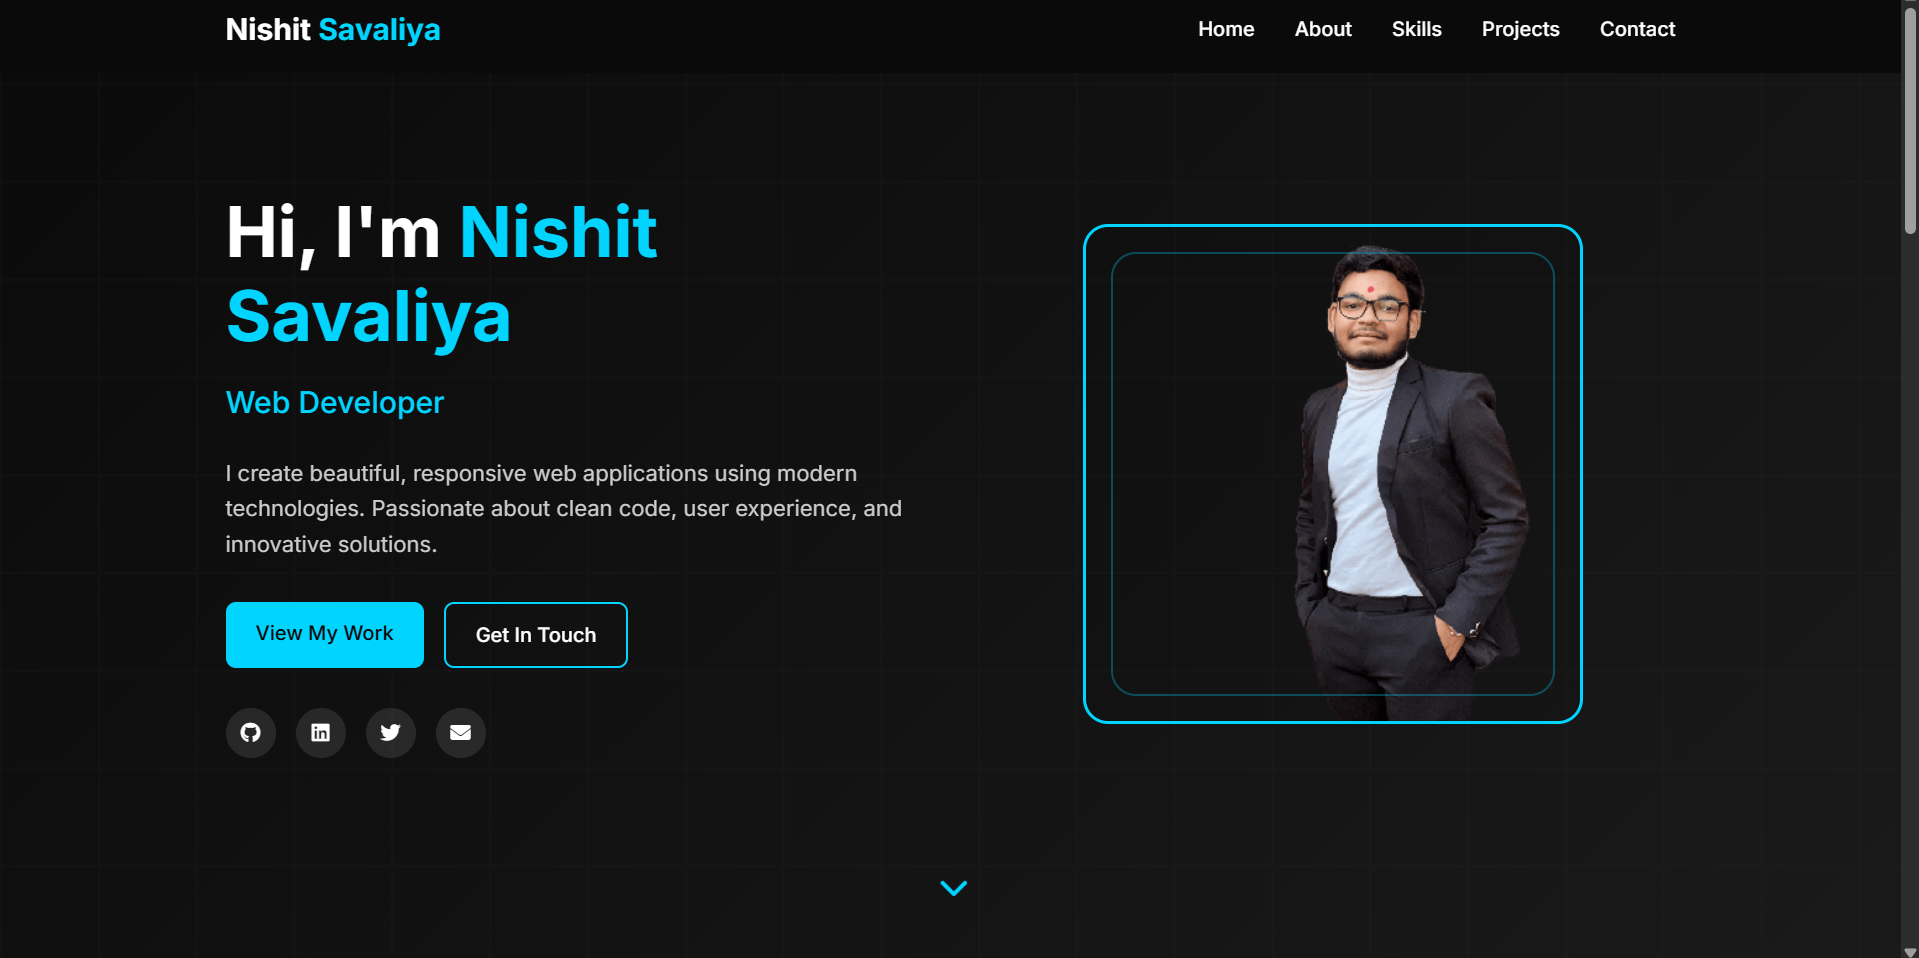 Nishit Savaliya
Home About Skills Projects Contact
Hi, I'm Nishit
Savaliya
Web Developer
I create beautiful, responsive web applications using modern
technologies. Passionate about clean code, user experience, and
innovative solutions.
View My Work
Get In Touch